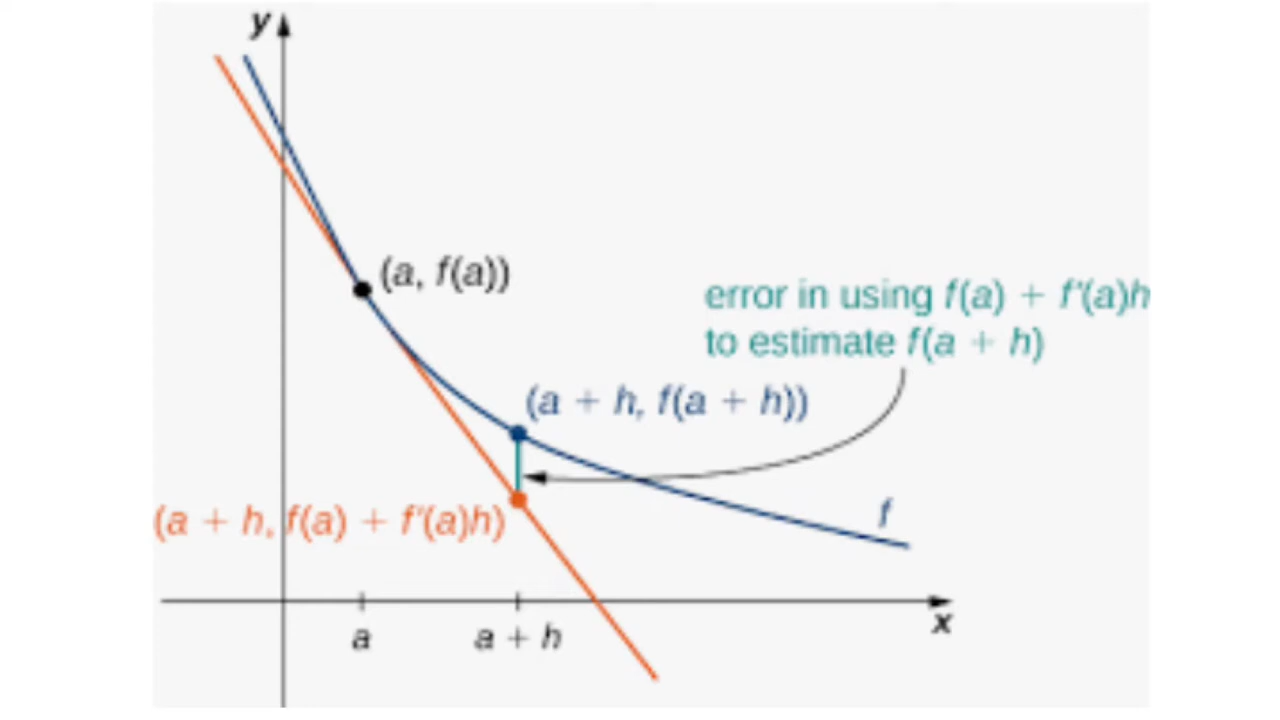 y
(a, f(a))
error in using f(a) + f'(a)h
to estimate f(a + h)
(a + h, f(a + h))
(a + h, f(a) + f'(a)h)
f
x
a
a + h